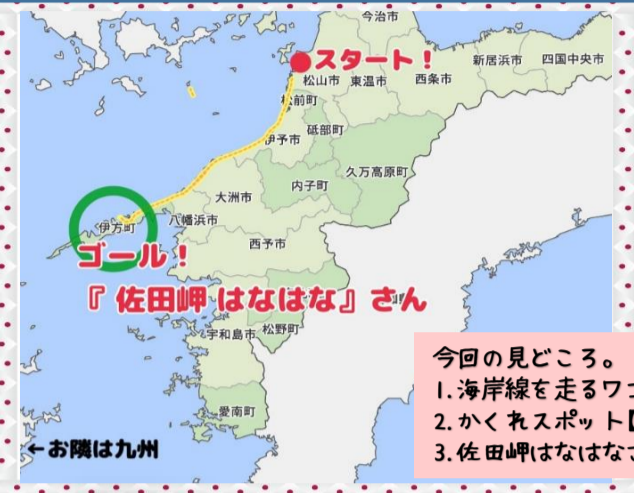 今治市
スタート！
松山市 東温市 西条市 新居浜市 四国中央市
松前町
伊予市 砥部町
久万高原町
内子町
大洲市
伊方町 八幡浜市
西予市
ゴール！
『佐田岬 はなはな』さん
宇和島市 松野町
愛南町
←お隣は九州
今回の見どころ。
1.海岸線を走るワ
2.かくれスポット
3.佐田岬はなはな